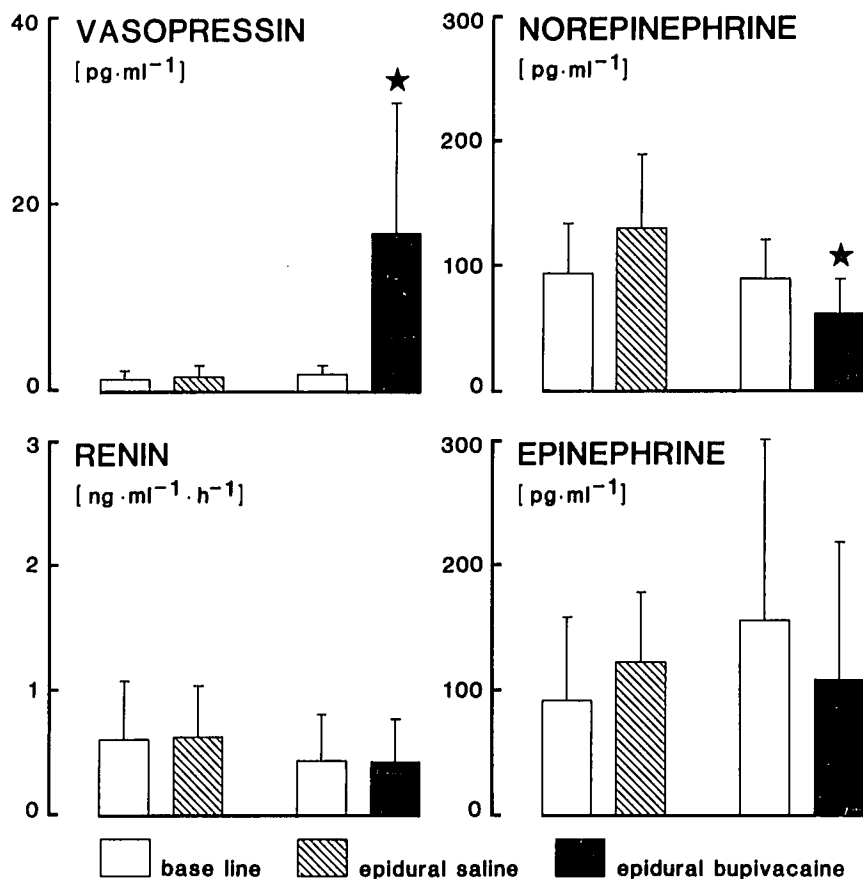 VASOPRESSIN
[pg·ml⁻¹]
40
20
0
★
NOREPINEPHRINE
[pg·ml⁻¹]
300
200
100
0
★
RENIN
[ng·ml⁻¹·h⁻¹]
3
2
1
0
EPINEPHRINE
[pg·ml⁻¹]
300
200
100
0
base line
epidural saline
epidural bupivacaine